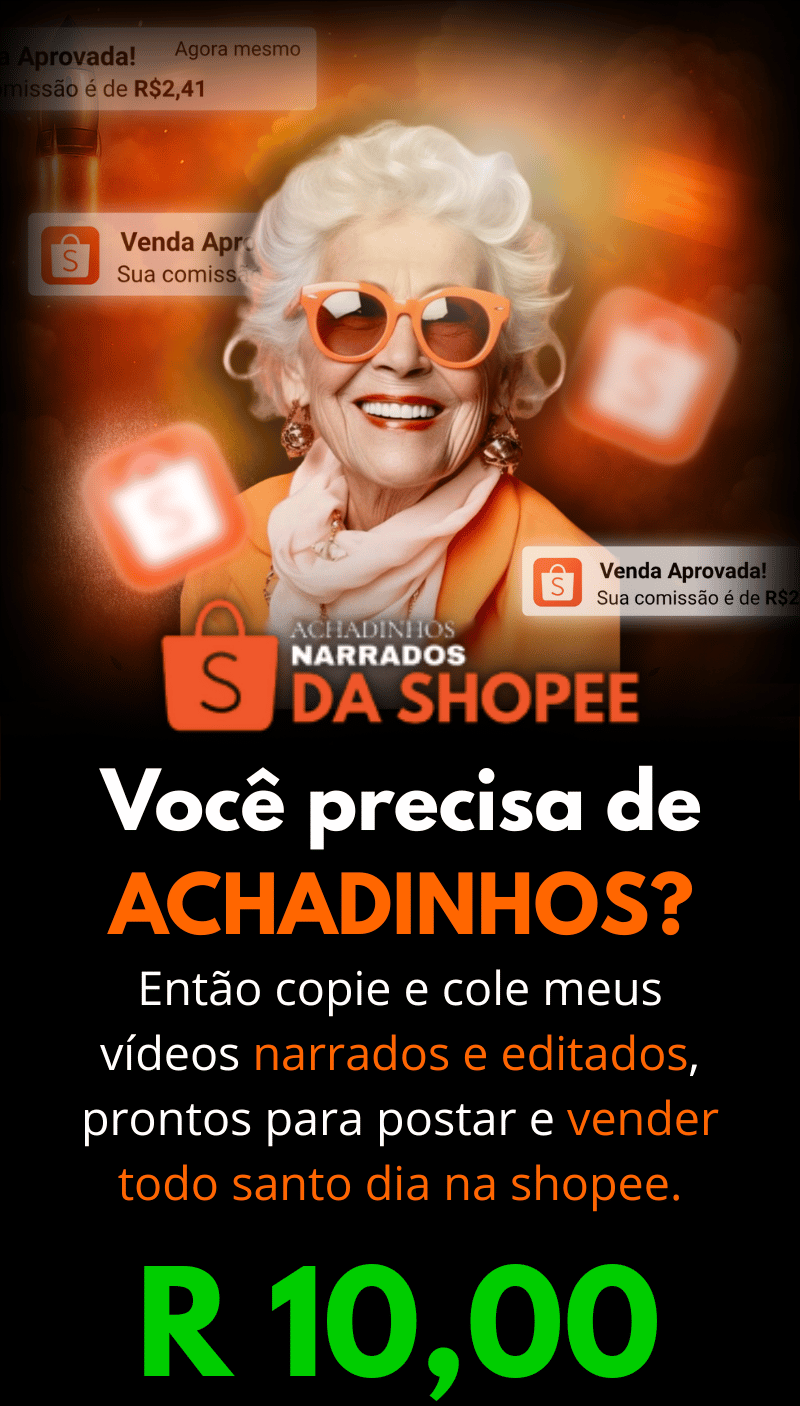 Aprovada! Agora mesmo
missão é de R$2,41
Venda Apro
Sua comiss
Venda Aprovada!
Sua comissão é de R$2
S
ACHADINHOS
NARRADOS
DA SHOPEE
Você precisa de
ACHADINHOS?
Então copie e cole meus
vídeos narrados e editados,
prontos para postar e vender
todo santo dia na shopee.
R 10,00